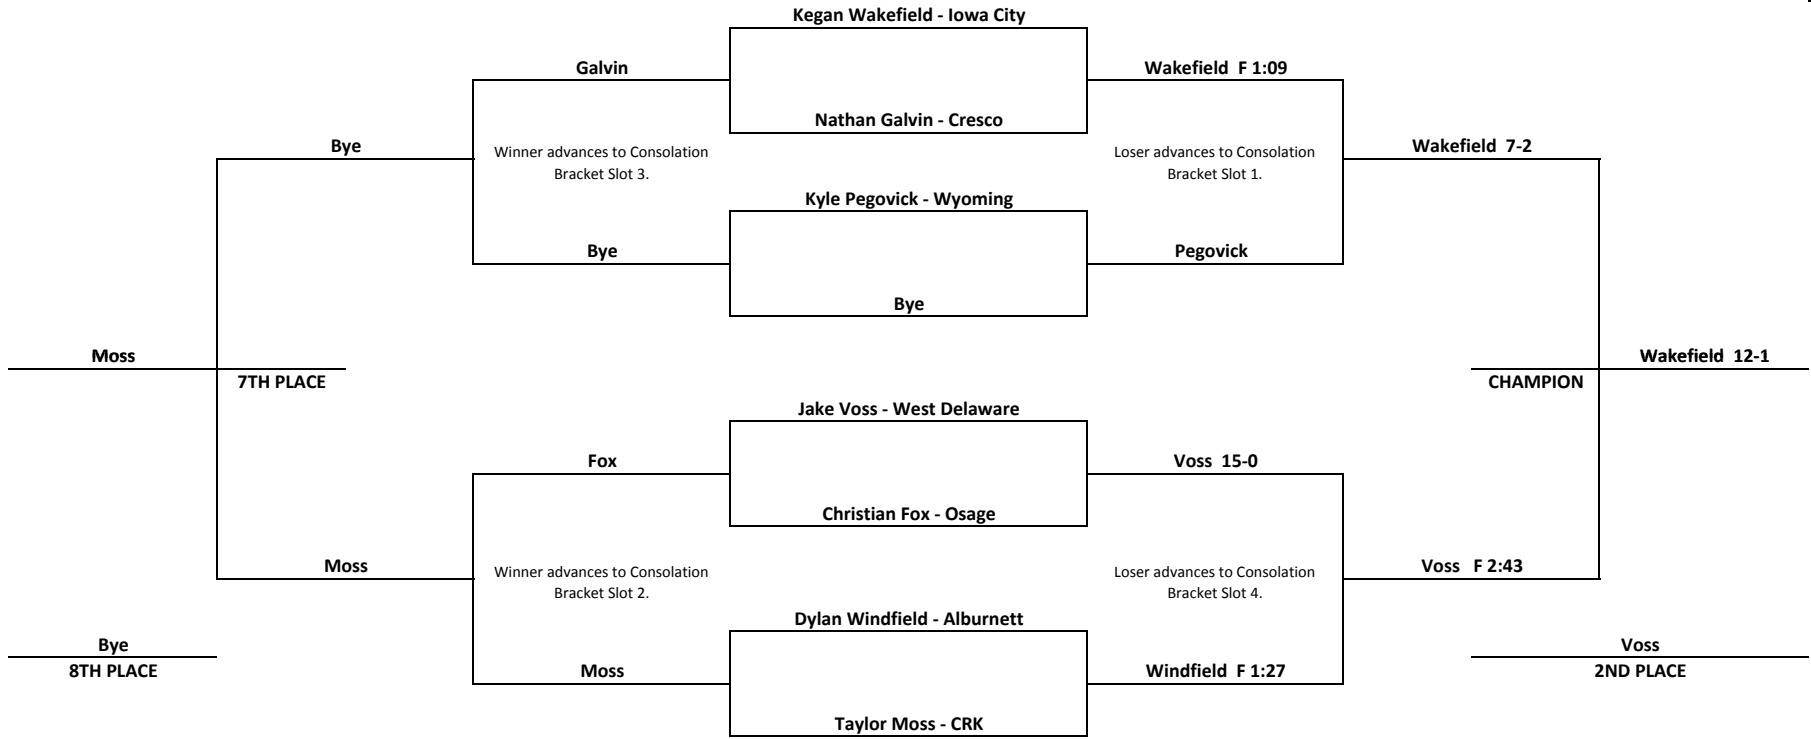 Kegan Wakefield - Iowa City
Galvin
Wakefield  F 1:09
Nathan Galvin - Cresco
Bye
Winner advances to Consolation
Bracket Slot 3.
Loser advances to Consolation
Bracket Slot 1.
Wakefield  7-2
Kyle Pegovick - Wyoming
Bye
Pegovick
Bye
Moss
7TH PLACE
CHAMPION
Wakefield  12-1
Jake Voss - West Delaware
Fox
Voss  15-0
Christian Fox - Osage
Moss
Winner advances to Consolation
Bracket Slot 2.
Loser advances to Consolation
Bracket Slot 4.
Voss   F 2:43
Dylan Windfield - Alburnett
Bye
8TH PLACE
Moss
Windfield  F 1:27
Voss
2ND PLACE
Taylor Moss - CRK